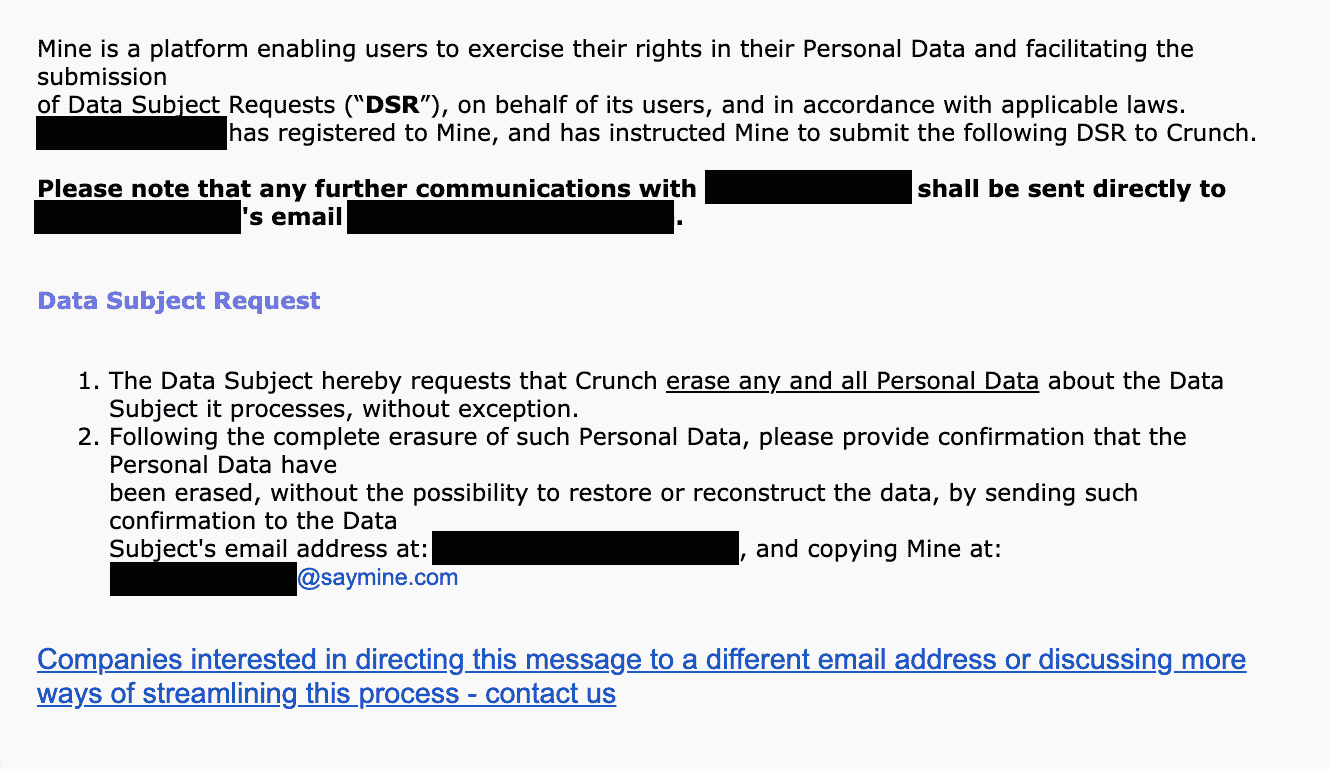 Mine is a platform enabling users to exercise their rights in their Personal Data and facilitating the
submission
of Data Subject Requests (“DSR”), on behalf of its users, and in accordance with applicable laws.
has registered to Mine, and has instructed Mine to submit the following DSR to Crunch.
Please note that any further communications with shall be sent directly to
's email .
Data Subject Request
1. The Data Subject hereby requests that Crunch erase any and all Personal Data about the Data
Subject it processes, without exception.
2. Following the complete erasure of such Personal Data, please provide confirmation that the
Personal Data have
been erased, without the possibility to restore or reconstruct the data, by sending such
confirmation to the Data
Subject's email address at: , and copying Mine at:
@saymine.com
Companies interested in directing this message to a different email address or discussing more
ways of streamlining this process - contact us